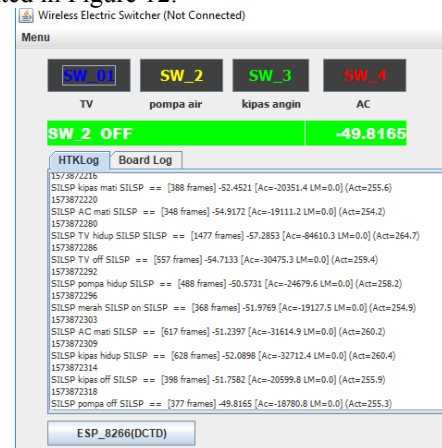 ted in Figure 12.
Wireless Electric Switcher (Not Connected)
Menu
SW_01 SW_2 SW_3 SW_4
TV pompa air kipas angin AC
SW_2 OFF -49.8165
HTKLog Board Log
1573872216
SILSP kipas mati SILSP == [388 frames] -52.4521 [Ac=-20351.4 LM=0.0] (Act=255.6)
1573872220
SILSP AC mati SILSP == [348 frames] -54.9172 [Ac=-19111.2 LM=0.0] (Act=254.2)
1573872280
SILSP TV hidup SILSP SILSP == [1477 frames] -57.2853 [Ac=-84610.3 LM=0.0] (Act=264.7)
1573872286
SILSP TV off SILSP == [557 frames] -54.7133 [Ac=-30475.3 LM=0.0] (Act=259.4)
1573872292
SILSP pompa hidup SILSP == [488 frames] -50.5731 [Ac=-24679.6 LM=0.0] (Act=258.2)
1573872296
SILSP merah SILSP on SILSP == [368 frames] -51.9769 [Ac=-19127.5 LM=0.0] (Act=254.9)
1573872303
SILSP AC mati SILSP == [617 frames] -51.2397 [Ac=-31614.9 LM=0.0] (Act=260.2)
1573872309
SILSP kipas hidup SILSP == [628 frames] -52.0898 [Ac=-32712.4 LM=0.0] (Act=260.4)
1573872314
SILSP kipas off SILSP == [398 frames] -51.7582 [Ac=-20599.8 LM=0.0] (Act=255.9)
1573872318
SILSP pompa off SILSP == [377 frames] -49.8165 [Ac=-18780.8 LM=0.0] (Act=255.3)
ESP_8266(DCTD)